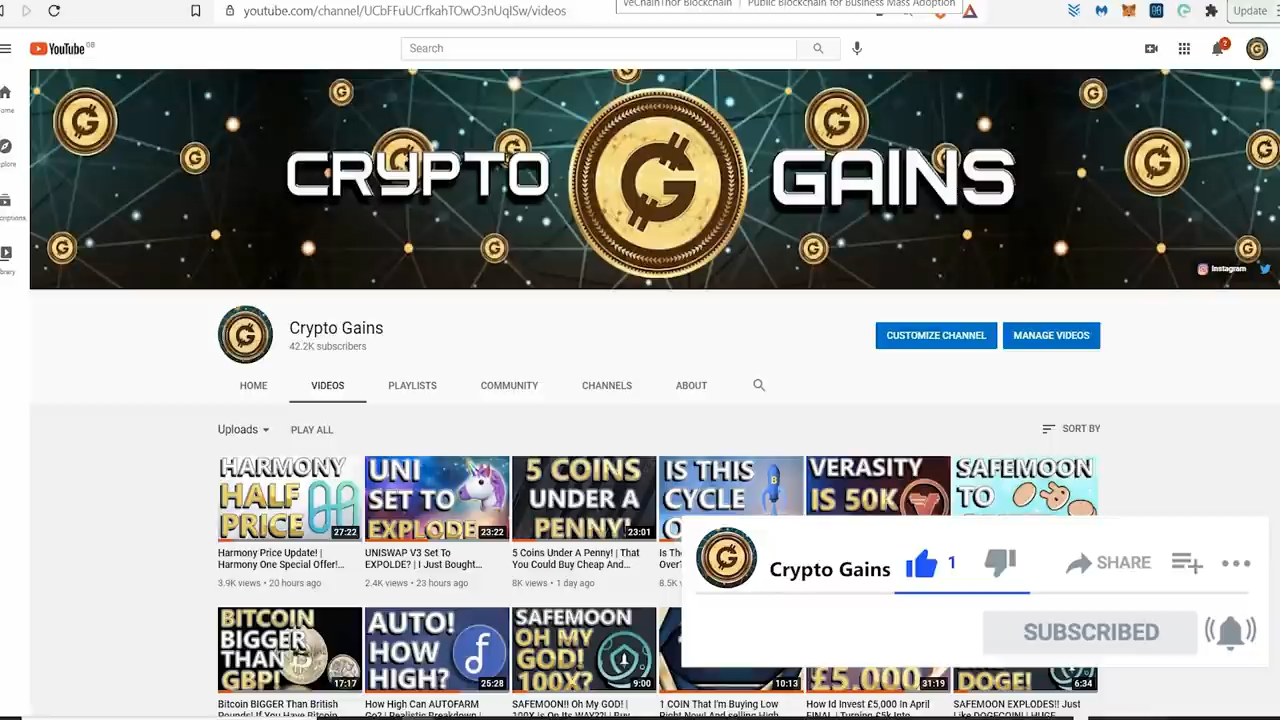 VeChainThor Blockchain | Public Blockchain for Business Mass Adoption
youtube.com/channel/UCbFFuUCrfkahTOwO3nUqISw/videos
Update
YouTube GB
Search
2
CRYPTO GAINS
Instagram
Crypto Gains
42.2K subscribers
CUSTOMIZE CHANNEL
MANAGE VIDEOS
HOME VIDEOS PLAYLISTS COMMUNITY CHANNELS ABOUT
Uploads PLAY ALL SORT BY
HARMONY HALF PRICE 27:22
UNI SET TO EXPLODE 23:22
5 COINS UNDER A PENNY! 23:01
IS THIS CYCLE
VERASITY IS 50K
SAFEMOON TO
Harmony Price Update! | Harmony One Special Offer!...
3.9K views • 20 hours ago
UNISWAP V3 Set To EXPOLDE? | I Just Bought...
2.4K views • 23 hours ago
5 Coins Under A Penny! | That You Could Buy Cheap And...
8K views • 1 day ago
Crypto Gains 1 SHARE
SUBSCRIBED
BITCOIN BIGGER THAN GBP! 17:17
AUTO! HOW HIGH? 25:28
SAFEMOON OH MY GOD! 100X? 9:00
10:13
£5,000 31:19
DOGE! 6:34
Bitcoin BIGGER Than British
How High Can AUTOFARM
SAFEMOON!! Oh My GOD! |
1 COIN That I'm Buying Low
How Id Invest £5,000 In April
SAFEMOON EXPLODES!! Just